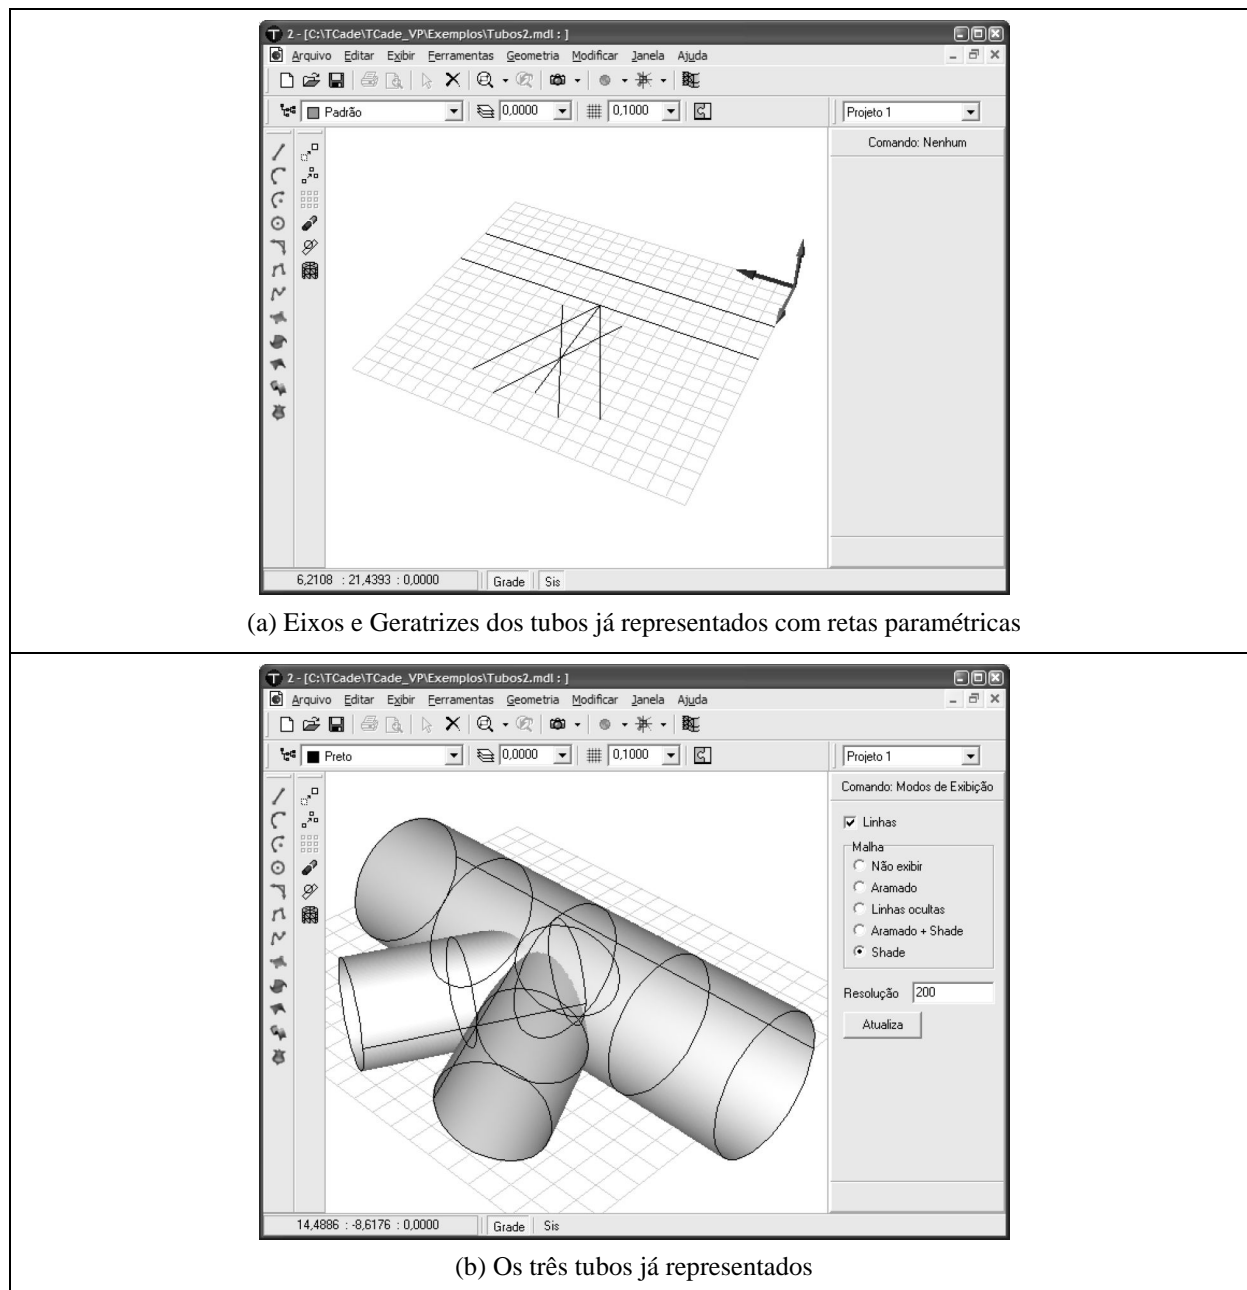 2 - [C:\TCade\TCade_VP\Exemplos\Tubos2.mdl : ]
Arquivo Editar Exibir Ferramentas Geometria Modificar Janela Ajuda
Padrão 0,0000 0,1000 Projeto 1
Comando: Nenhum
6,2108 : 21,4393 : 0,0000 Grade Sis
(a) Eixos e Geratrizes dos tubos já representados com retas paramétricas
2 - [C:\TCade\TCade_VP\Exemplos\Tubos2.mdl : ]
Arquivo Editar Exibir Ferramentas Geometria Modificar Janela Ajuda
Preto 0,0000 0,1000 Projeto 1
Comando: Modos de Exibição
Linhas
Malha
Não exibir
Aramado
Linhas ocultas
Aramado + Shade
Shade
Resolução 200
Atualiza
14,4886 : -8,6176 : 0,0000 Grade Sis
(b) Os três tubos já representados